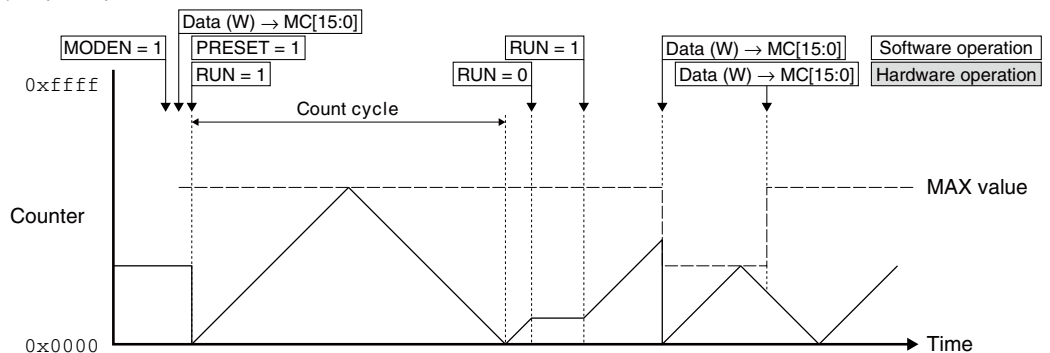 Data (W) → MC[15:0]
MODEN = 1
PRESET = 1
RUN = 1
Data (W) → MC[15:0]
Software operation
RUN = 1
RUN = 0
Data (W) → MC[15:0]
Hardware operation
0xffff
Count cycle
MAX value
Counter
0x0000
Time